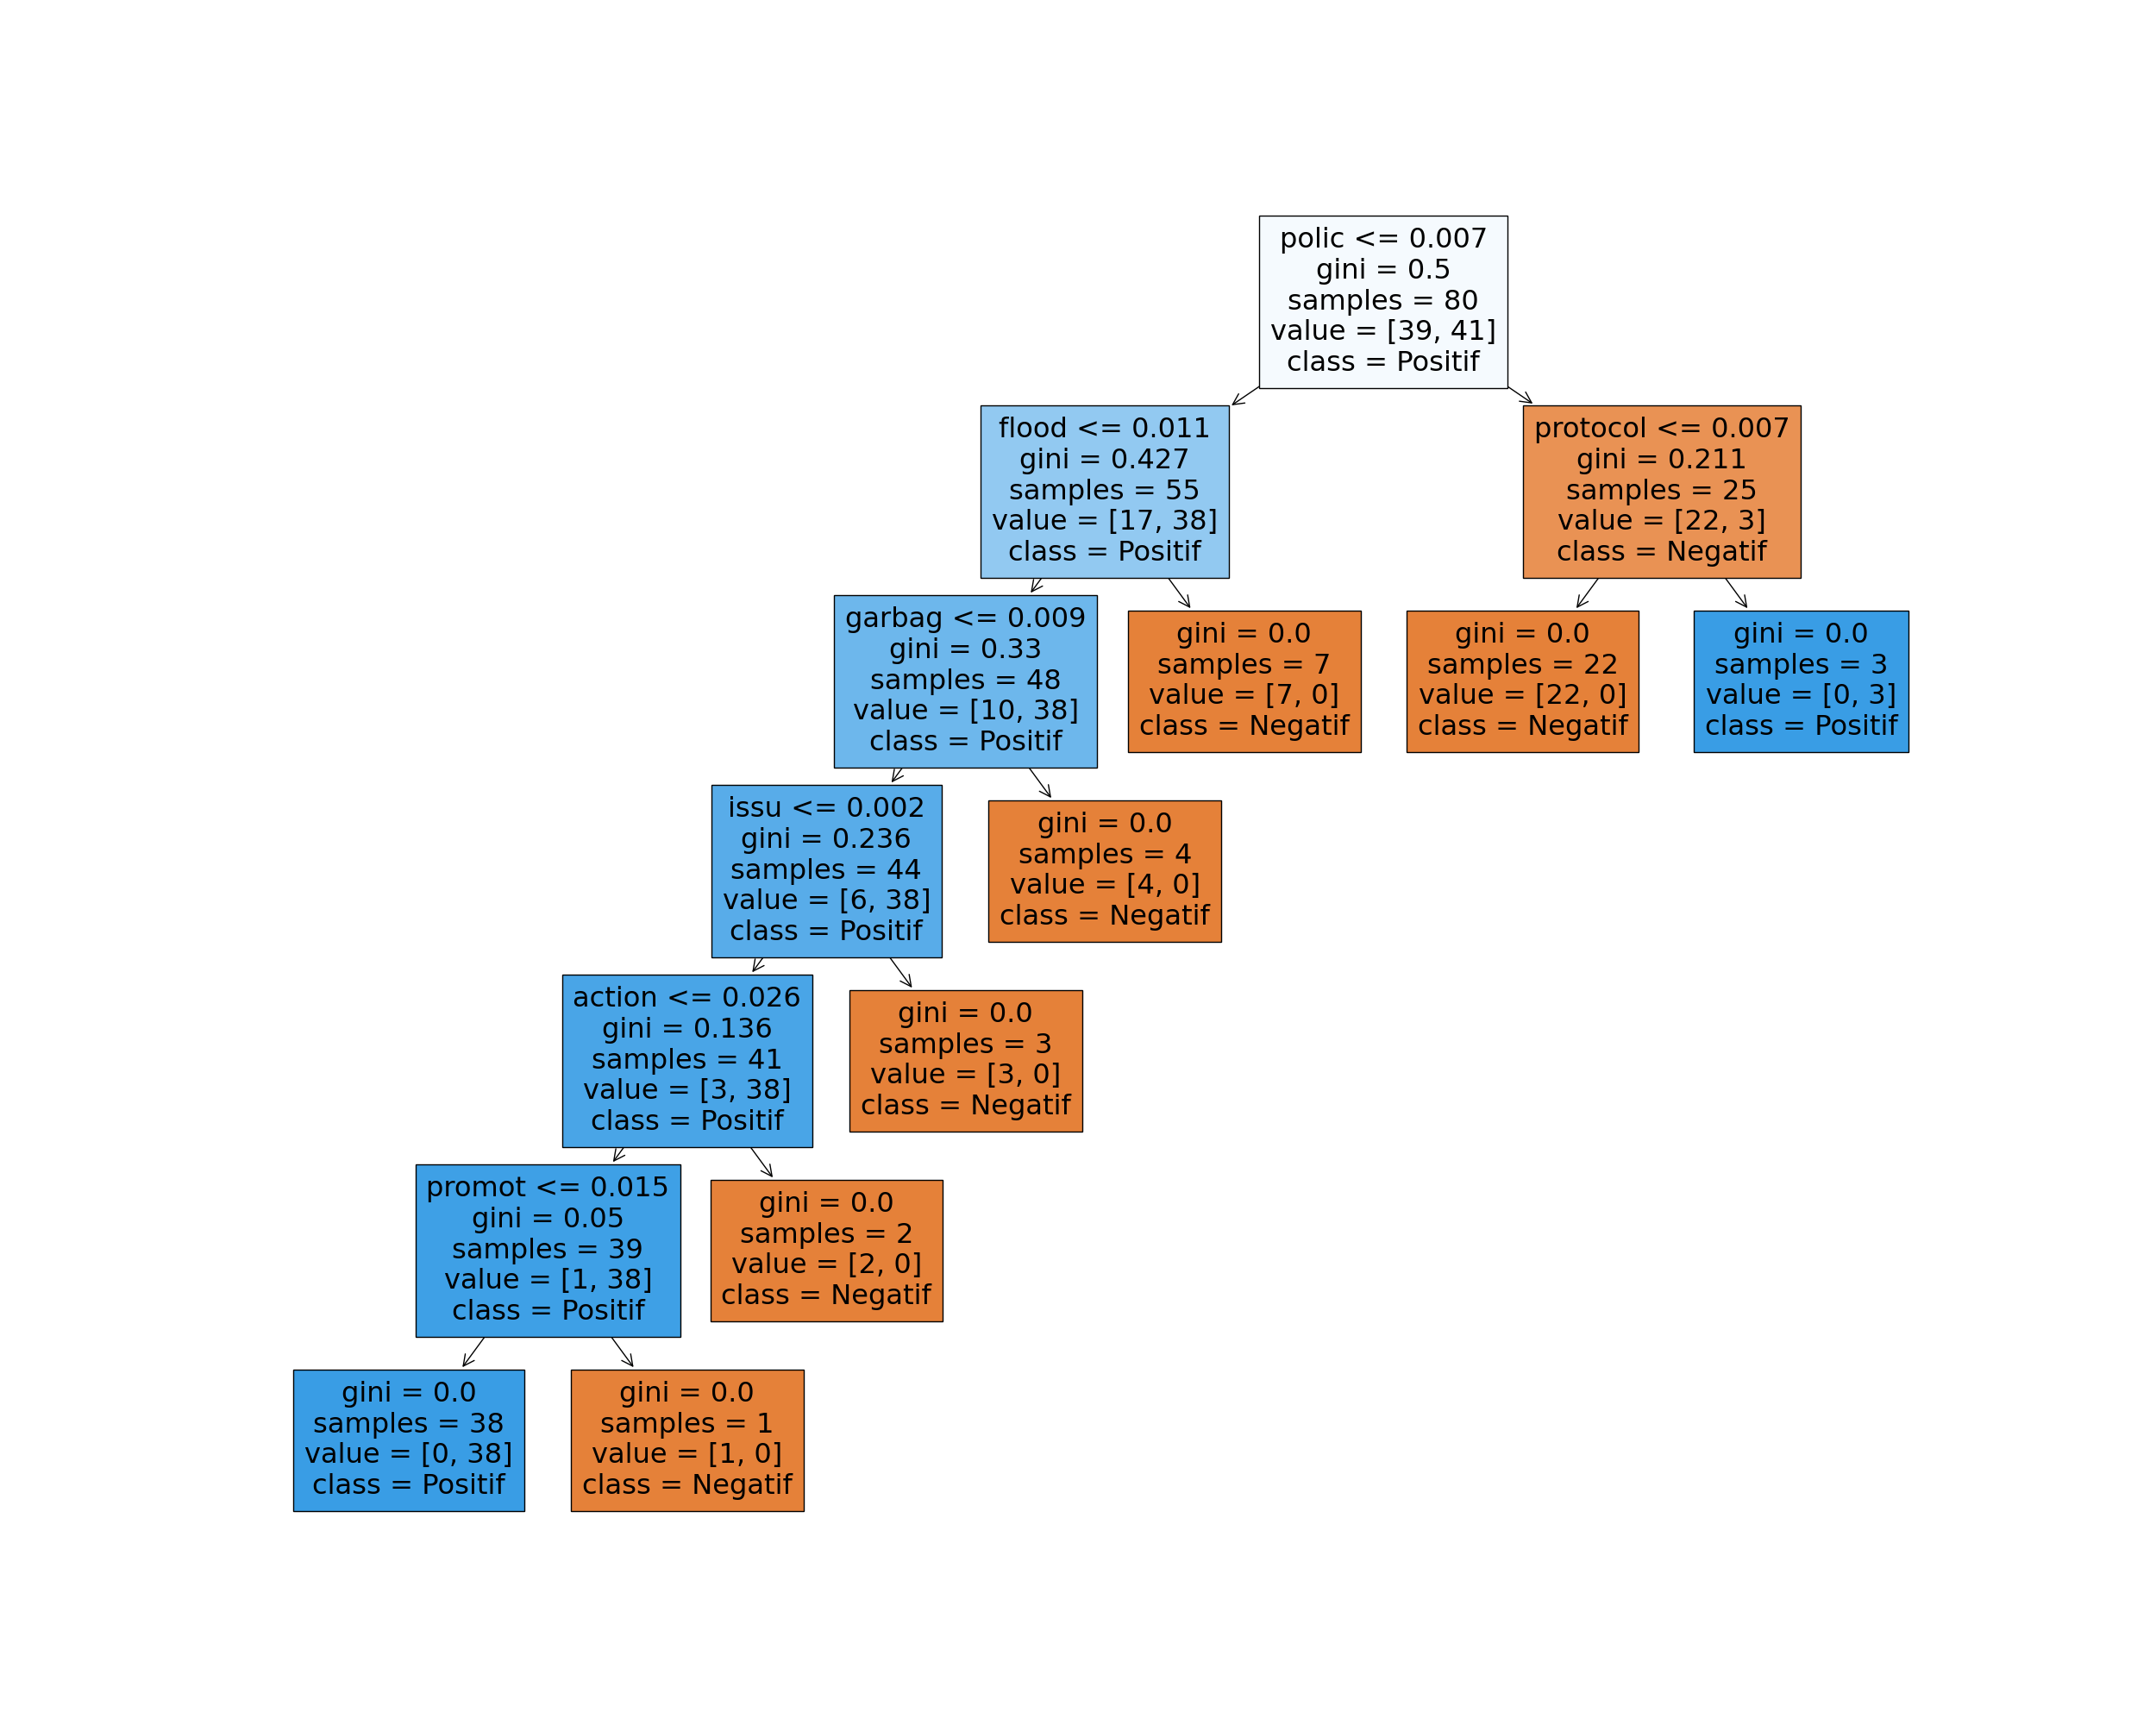 polic <= 0.007
gini = 0.5
samples = 80
value = [39, 41]
class = Positif
flood <= 0.011
gini = 0.427
samples = 55
value = [17, 38]
class = Positif
protocol <= 0.007
gini = 0.211
samples = 25
value = [22, 3]
class = Negatif
garbag <= 0.009
gini = 0.33
samples = 48
value = [10, 38]
class = Positif
gini = 0.0
samples = 7
value = [7, 0]
class = Negatif
gini = 0.0
samples = 22
value = [22, 0]
class = Negatif
gini = 0.0
samples = 3
value = [0, 3]
class = Positif
issu <= 0.002
gini = 0.236
samples = 44
value = [6, 38]
class = Positif
gini = 0.0
samples = 4
value = [4, 0]
class = Negatif
action <= 0.026
gini = 0.136
samples = 41
value = [3, 38]
class = Positif
gini = 0.0
samples = 3
value = [3, 0]
class = Negatif
promot <= 0.015
gini = 0.05
samples = 39
value = [1, 38]
class = Positif
gini = 0.0
samples = 2
value = [2, 0]
class = Negatif
gini = 0.0
samples = 38
value = [0, 38]
class = Positif
gini = 0.0
samples = 1
value = [1, 0]
class = Negatif